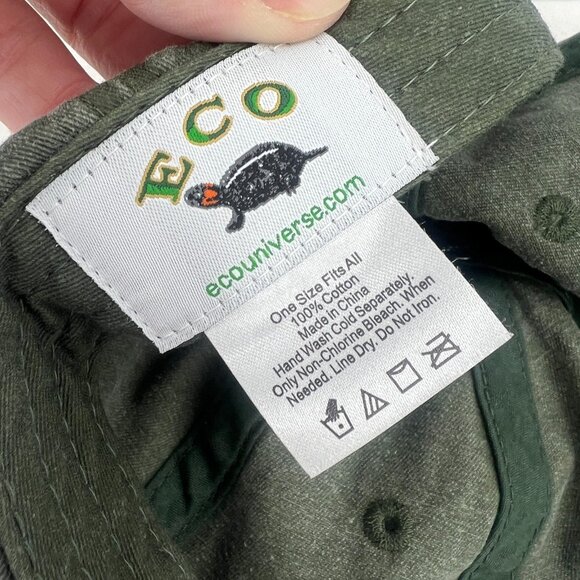 ECO
ecouniverse.com
One Size Fits All
100% Cotton
Made in China
Hand Wash Cold Separately.
Only Non-Chlorine Bleach. When
Needed. Line Dry. Do Not Iron.